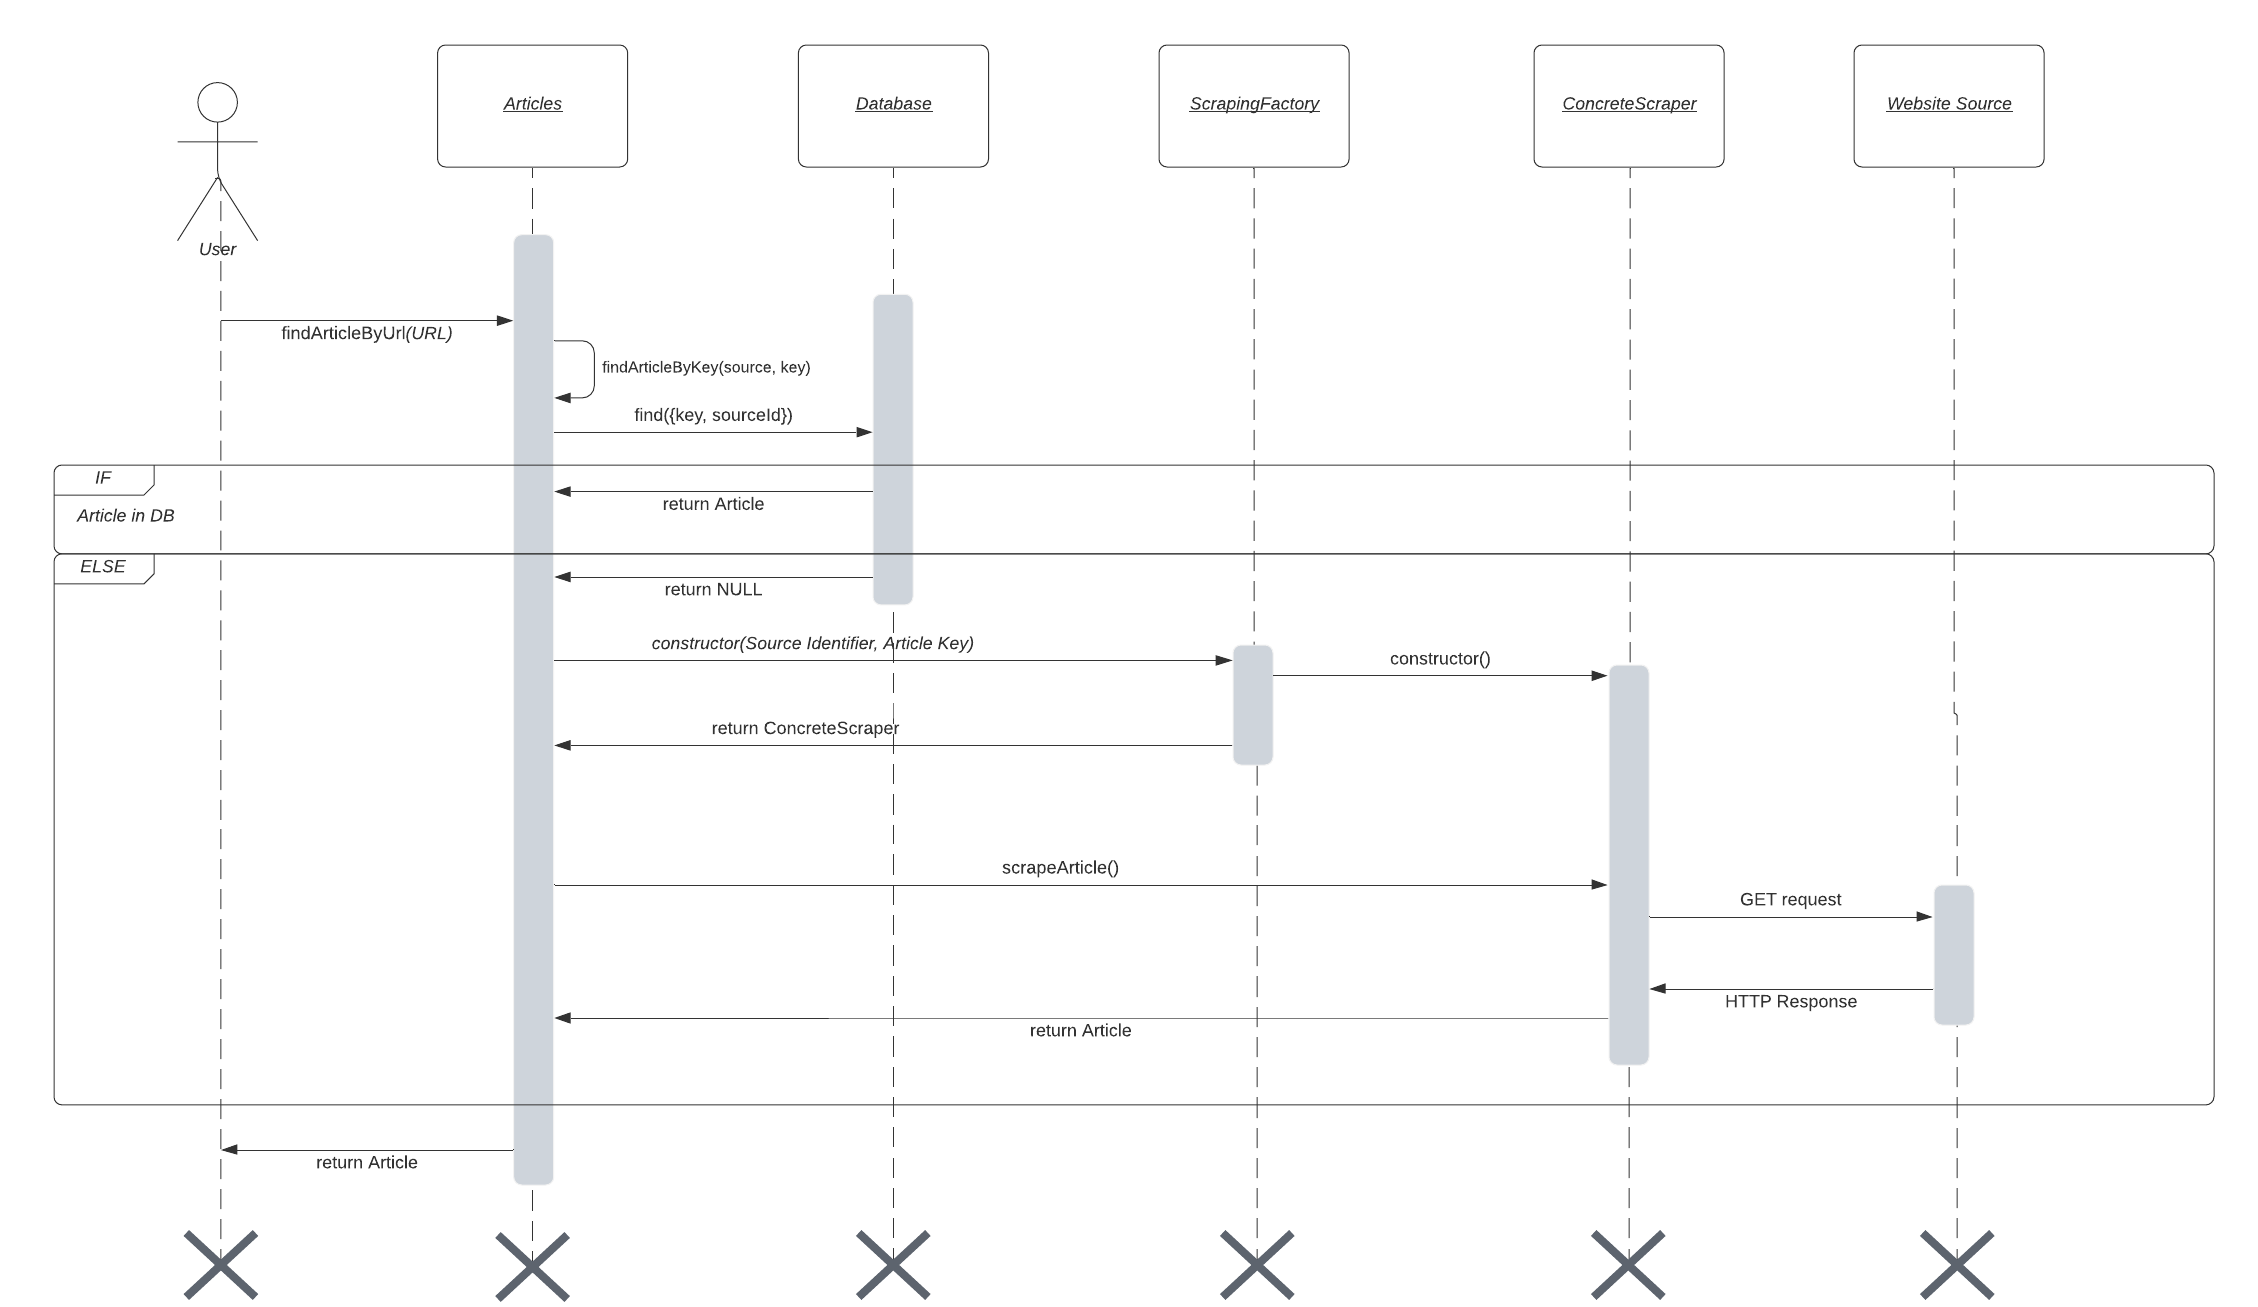 Articles
Database
ScrapingFactory
ConcreteScraper
Website Source
User
findArticleByUrl(URL)
findArticleByKey(source, key)
find({key, sourceId})
IF
Article in DB
return Article
ELSE
return NULL
constructor(Source Identifier, Article Key)
constructor()
return ConcreteScraper
scrapeArticle()
GET request
HTTP Response
return Article
return Article